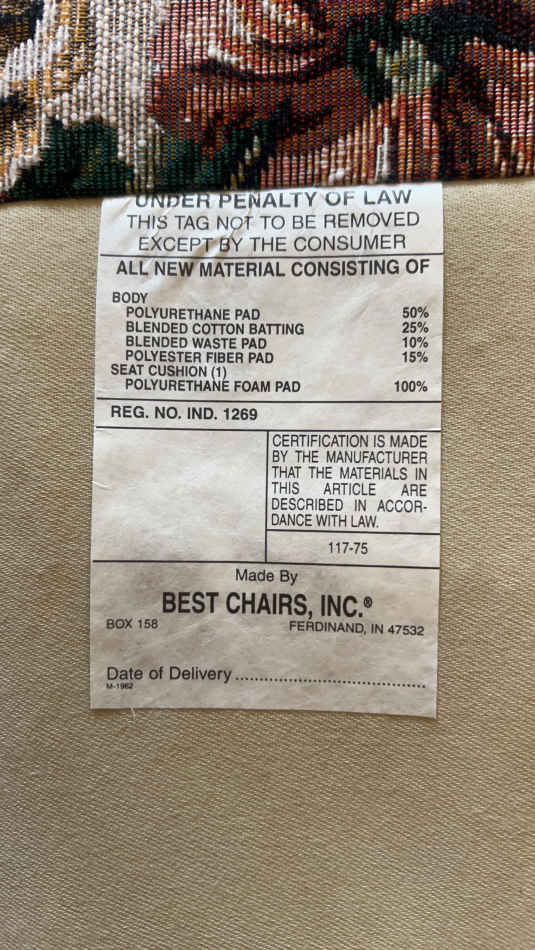 UNDER PENALTY OF LAW
THIS TAG NOT TO BE REMOVED
EXCEPT BY THE CONSUMER
ALL NEW MATERIAL CONSISTING OF
BODY
POLYURETHANE PAD 50%
BLENDED COTTON BATTING 25%
BLENDED WASTE PAD 10%
POLYESTER FIBER PAD 15%
SEAT CUSHION (1)
POLYURETHANE FOAM PAD 100%
REG. NO. IND. 1269
CERTIFICATION IS MADE
BY THE MANUFACTURER
THAT THE MATERIALS IN
THIS ARTICLE ARE
DESCRIBED IN ACCOR-
DANCE WITH LAW.
117-75
Made By
BEST CHAIRS, INC.®
BOX 158 FERDINAND, IN 47532
Date of Delivery ........................................
M-1962